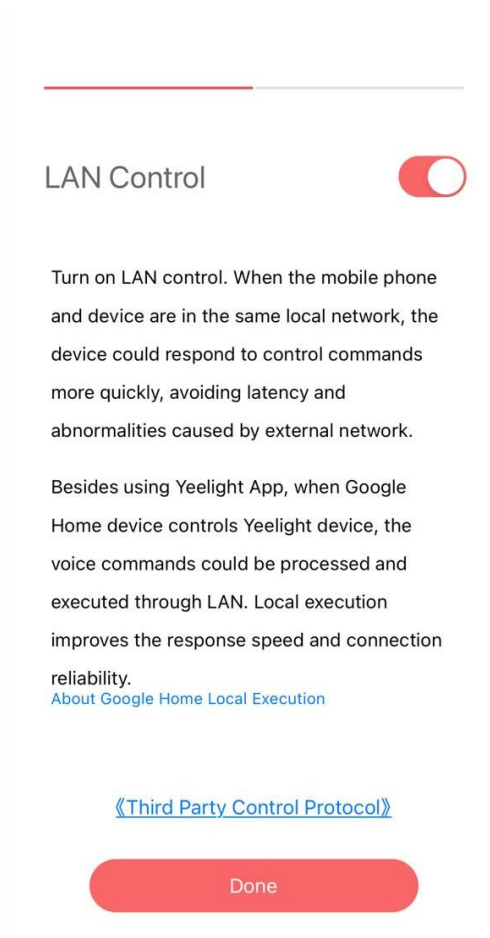 LAN Control
Turn on LAN control. When the mobile phone
and device are in the same local network, the
device could respond to control commands
more quickly, avoiding latency and
abnormalities caused by external network.
Besides using Yeelight App, when Google
Home device controls Yeelight device, the
voice commands could be processed and
executed through LAN. Local execution
improves the response speed and connection
reliability.
About Google Home Local Execution
《Third Party Control Protocol》
Done